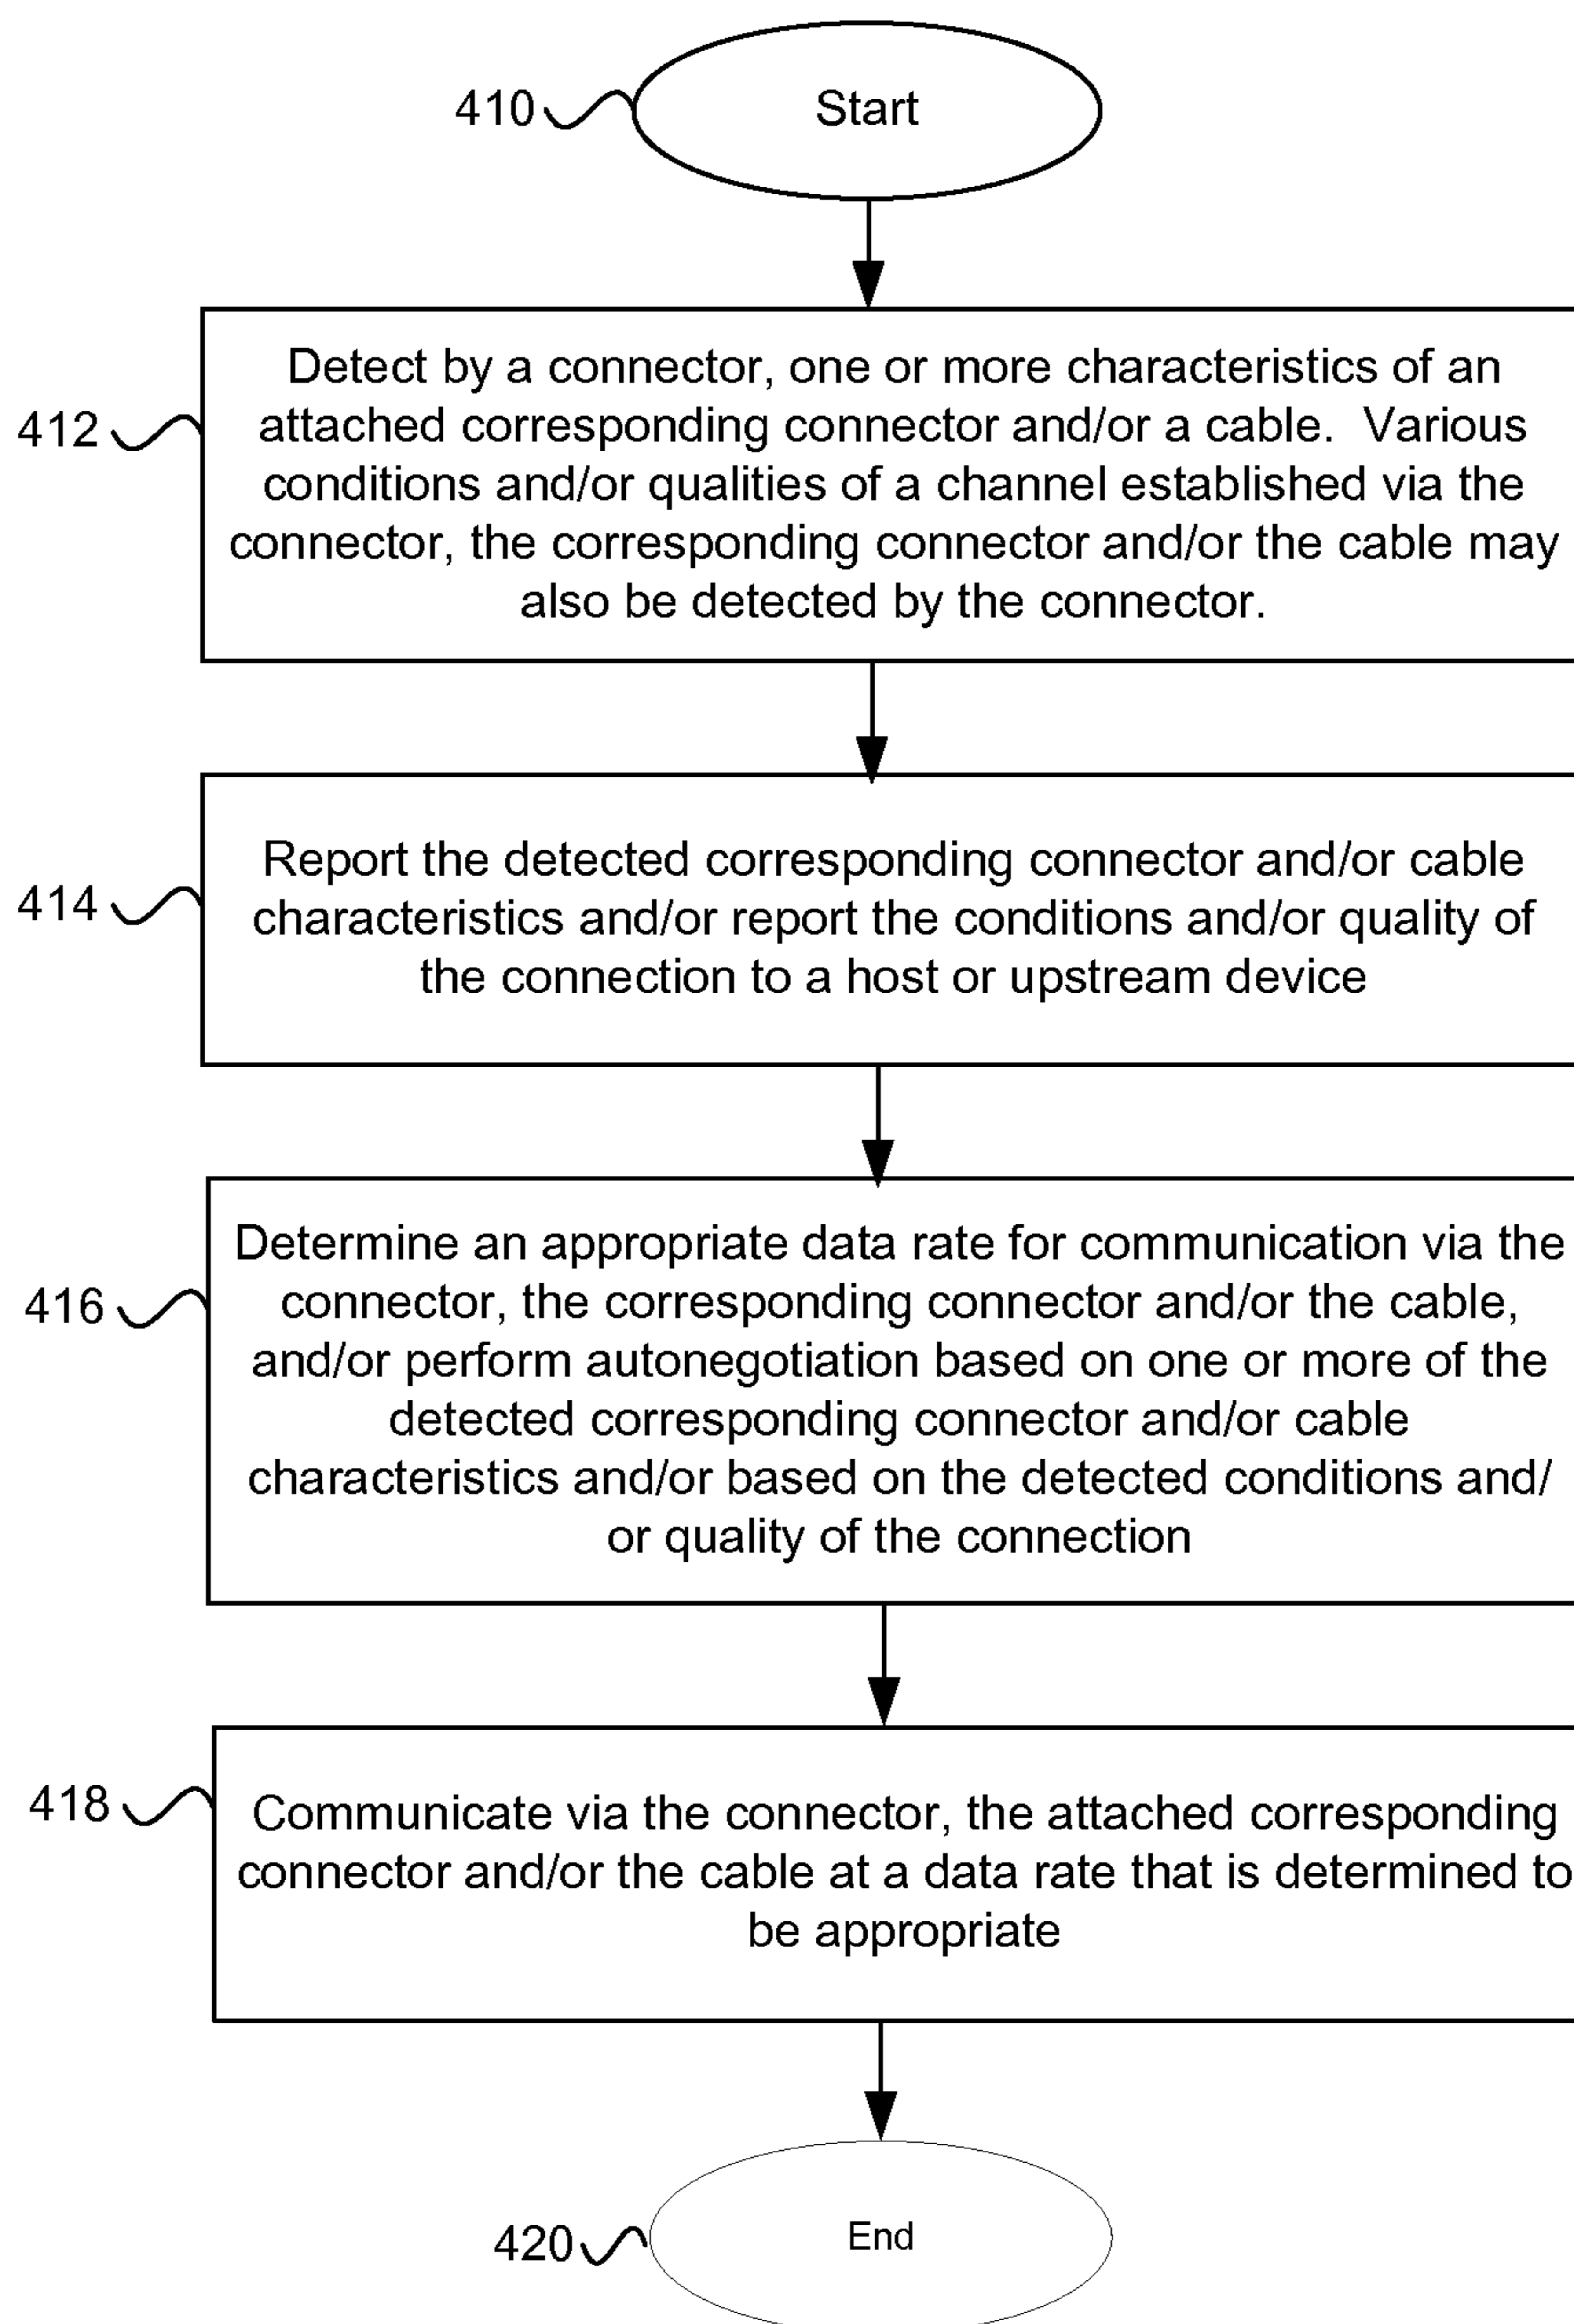 410
Start
412
Detect by a connector, one or more characteristics of an
attached corresponding connector and/or a cable.  Various
conditions and/or qualities of a channel established via the
connector, the corresponding connector and/or the cable may
also be detected by the connector.
414
Report the detected corresponding connector and/or cable
characteristics and/or report the conditions and/or quality of
the connection to a host or upstream device
416
Determine an appropriate data rate for communication via the
connector, the corresponding connector and/or the cable,
and/or perform autonegotiation based on one or more of the
detected corresponding connector and/or cable
characteristics and/or based on the detected conditions and/
or quality of the connection
418
Communicate via the connector, the attached corresponding
connector and/or the cable at a data rate that is determined to
be appropriate
420
End